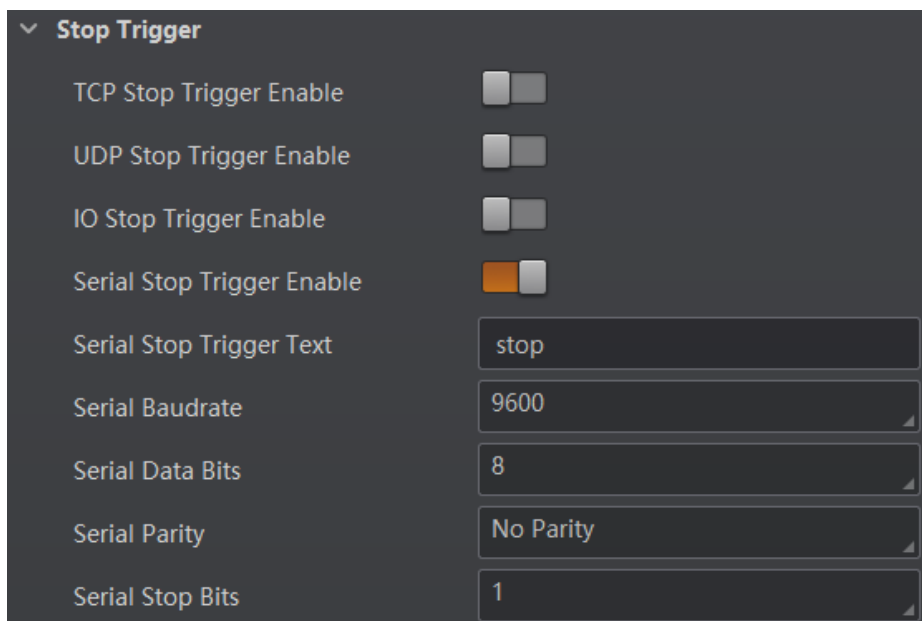 Stop Trigger
TCP Stop Trigger Enable
UDP Stop Trigger Enable
IO Stop Trigger Enable
Serial Stop Trigger Enable
Serial Stop Trigger Text stop
Serial Baudrate 9600
Serial Data Bits 8
Serial Parity No Parity
Serial Stop Bits 1